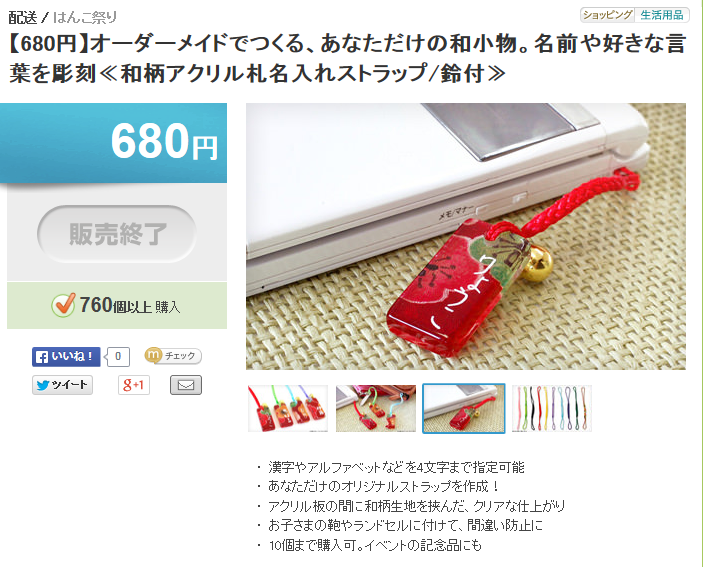 配送 / はんこ祭り
ショッピング 生活用品
【680円】オーダーメイドでつくる、あなただけの和小物。名前や好きな言
葉を彫刻≪和柄アクリル札名入れストラップ/鈴付≫
680円
販売終了
760個以上 購入
いいね！ 0
m チェック
ツイート
g +1
メモ/マナー
・ 漢字やアルファベットなどを4文字まで指定可能
・ あなただけのオリジナルストラップを作成！
・ アクリル板の間に和柄生地を挟んだ、クリアな仕上がり
・ お子さまの鞄やランドセルに付けて、間違い防止に
・ 10個まで購入可。イベントの記念品にも